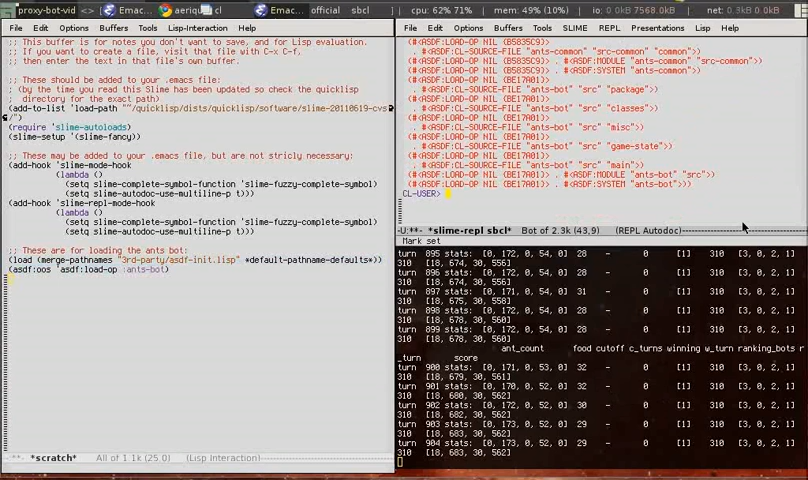 proxy-bot-vid <> Emac... aeriqu cl Emac... official sbcl cpu: 62% 71% mem: 49% (10%) io: 0.0kB 7568.0kB net: 0.3kB 0.0kB
File Edit Options Buffers Tools Lisp-Interaction Help
;; This buffer is for notes you don't want to save, and for Lisp evaluation.
;; If you want to create a file, visit that file with C-x C-f,
;; then enter the text in that file's own buffer.
;; These should be added to your .emacs file:
;; (by the time you read this Slime has been updated so check the quicklisp
;; directory for the exact path)
(add-to-list 'load-path "~/quicklisp/dists/quicklisp/software/slime-20110619-cvs
/")
(require 'slime-autoloads)
(slime-setup '(slime-fancy))
;; These may be added to your .emacs file, but are not stricly necessary:
(add-hook 'slime-mode-hook
(lambda ()
(setq slime-complete-symbol-function 'slime-fuzzy-complete-symbol)
(setq slime-autodoc-use-multiline-p t)))
(add-hook 'slime-repl-mode-hook
(lambda ()
(setq slime-complete-symbol-function 'slime-fuzzy-complete-symbol)
(setq slime-autodoc-use-multiline-p t)))
;; These are for loading the ants bot:
(load (merge-pathnames "3rd-party/asdf-init.lisp" *default-pathname-defaults*))
(asdf:oos 'asdf:load-op :ants-bot)
-- **- *scratch* All of 1.1k (25,0) (Lisp Interaction)
File Edit Options Buffers Tools SLIME REPL Presentations Lisp Help
(#<ASDF:LOAD-OP NIL {B5835C9}>
. #<ASDF:CL-SOURCE-FILE "ants-common" "src-common" "common">)
(#<ASDF:LOAD-OP NIL {B5835C9}> . #<ASDF:MODULE "ants-common" "src-common">)
(#<ASDF:LOAD-OP NIL {B5835C9}> . #<ASDF:SYSTEM "ants-common">)
(#<ASDF:LOAD-OP NIL {BE17A01}>
. #<ASDF:CL-SOURCE-FILE "ants-bot" "src" "package">)
(#<ASDF:LOAD-OP NIL {BE17A01}>
. #<ASDF:CL-SOURCE-FILE "ants-bot" "src" "classes">)
(#<ASDF:LOAD-OP NIL {BE17A01}>
. #<ASDF:CL-SOURCE-FILE "ants-bot" "src" "misc">)
(#<ASDF:LOAD-OP NIL {BE17A01}>
. #<ASDF:CL-SOURCE-FILE "ants-bot" "src" "game-state">)
(#<ASDF:LOAD-OP NIL {BE17A01}>
. #<ASDF:CL-SOURCE-FILE "ants-bot" "src" "main">)
(#<ASDF:LOAD-OP NIL {BE17A01}> . #<ASDF:MODULE "ants-bot" "src">)
(#<ASDF:LOAD-OP NIL {BE17A01}> . #<ASDF:SYSTEM "ants-bot">))
CL-USER>
-U:**- *slime-repl sbcl* Bot of 2.3k (43,9) (REPL Autodoc)
Mark set
turn 895 stats: [0, 172, 0, 54, 0] 28 - 0 [1] 310 [3, 0, 2, 1]
310 [18, 674, 30, 556]
turn 896 stats: [0, 172, 0, 54, 0] 28 - 0 [1] 310 [3, 0, 2, 1]
310 [18, 674, 30, 558]
turn 897 stats: [0, 172, 0, 54, 0] 31 - 0 [1] 310 [3, 0, 2, 1]
310 [18, 675, 30, 558]
turn 898 stats: [0, 172, 0, 54, 0] 28 - 0 [1] 310 [3, 0, 2, 1]
310 [18, 678, 30, 560]
turn 899 stats: [0, 172, 0, 54, 0] 28 - 0 [1] 310 [3, 0, 2, 1]
310 [18, 678, 30, 560]
ant_count food cutoff c_turns winning w_turn ranking_bots r
_turn score
turn 900 stats: [0, 171, 0, 53, 0] 32 - 0 [1] 310 [3, 0, 2, 1]
310 [18, 679, 30, 561]
turn 901 stats: [0, 170, 0, 52, 0] 32 - 0 [1] 310 [3, 0, 2, 1]
310 [18, 680, 30, 562]
turn 902 stats: [0, 172, 0, 52, 0] 30 - 0 [1] 310 [3, 0, 2, 1]
310 [18, 682, 30, 562]
turn 903 stats: [0, 173, 0, 52, 0] 29 - 0 [1] 310 [3, 0, 2, 1]
310 [18, 683, 30, 562]
turn 904 stats: [0, 173, 0, 52, 0] 29 - 0 [1] 310 [3, 0, 2, 1]
310 [18, 683, 30, 562]